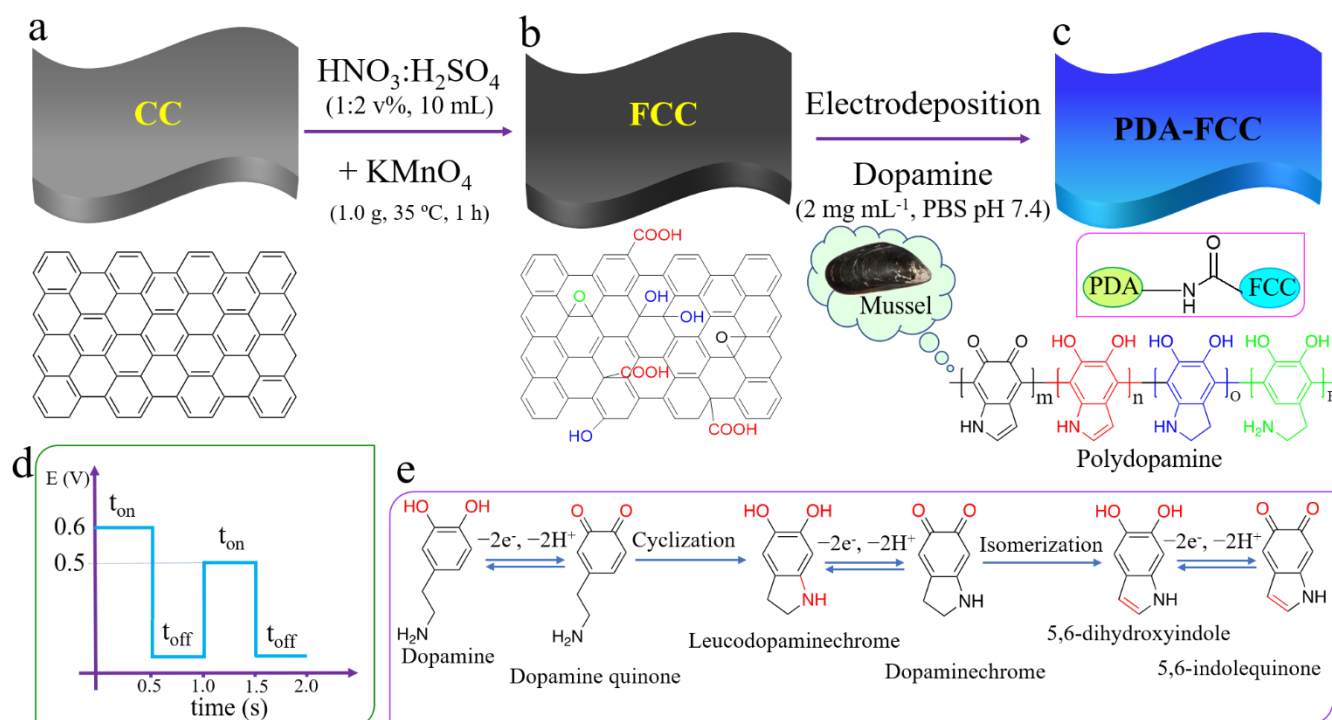 a
CC
HNO₃:H₂SO₄
(1:2 v%, 10 mL)
+ KMnO₄
(1.0 g, 35 ºC, 1 h)
b
FCC
Electrodeposition
Dopamine
(2 mg mL⁻¹, PBS pH 7.4)
c
PDA-FCC
COOH
O
OH
OH
O
COOH
HO
COOH
Mussel
PDA
N
H
O
FCC
O O
HO OH
HO OH
HO OH
m
n
O
HN
HN
HN
H₂N
Polydopamine
d
E (V)
0.6
0.5
t_on
t_off
t_on
t_off
0.5 1.0 1.5 2.0
time (s)
e
HO OH
H₂N
Dopamine
−2e⁻, −2H⁺
O O
H₂N
Dopamine quinone
Cyclization
HO OH
NH
Leucodopaminechrome
−2e⁻, −2H⁺
O O
NH
Dopaminechrome
Isomerization
HO OH
NH
5,6-dihydroxyindole
−2e⁻, −2H⁺
O O
NH
5,6-indolequinone